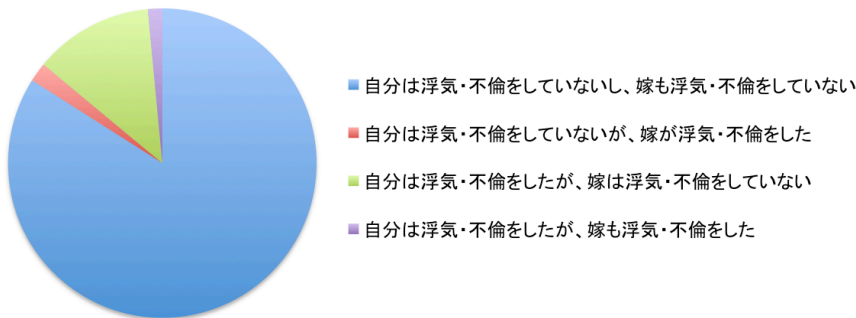 自分は浮気・不倫をしていないし、嫁も浮気・不倫をしていない
自分は浮気・不倫をしていないが、嫁が浮気・不倫をした
自分は浮気・不倫をしたが、嫁は浮気・不倫をしていない
自分は浮気・不倫をしたが、嫁も浮気・不倫をした